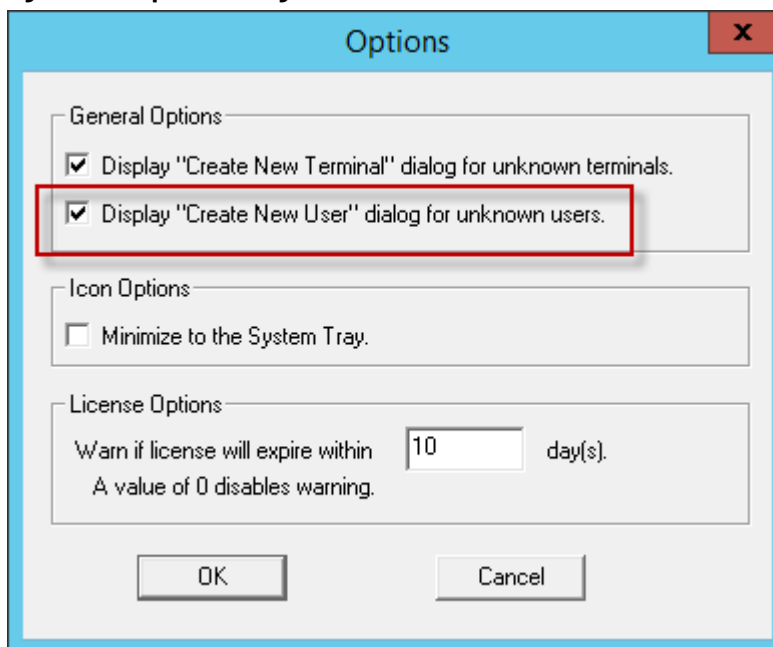 Options
x
General Options
Display "Create New Terminal" dialog for unknown terminals.
Display "Create New User" dialog for unknown users.
Icon Options
Minimize to the System Tray.
License Options
Warn if license will expire within 10 day(s).
A value of 0 disables warning.
OK Cancel